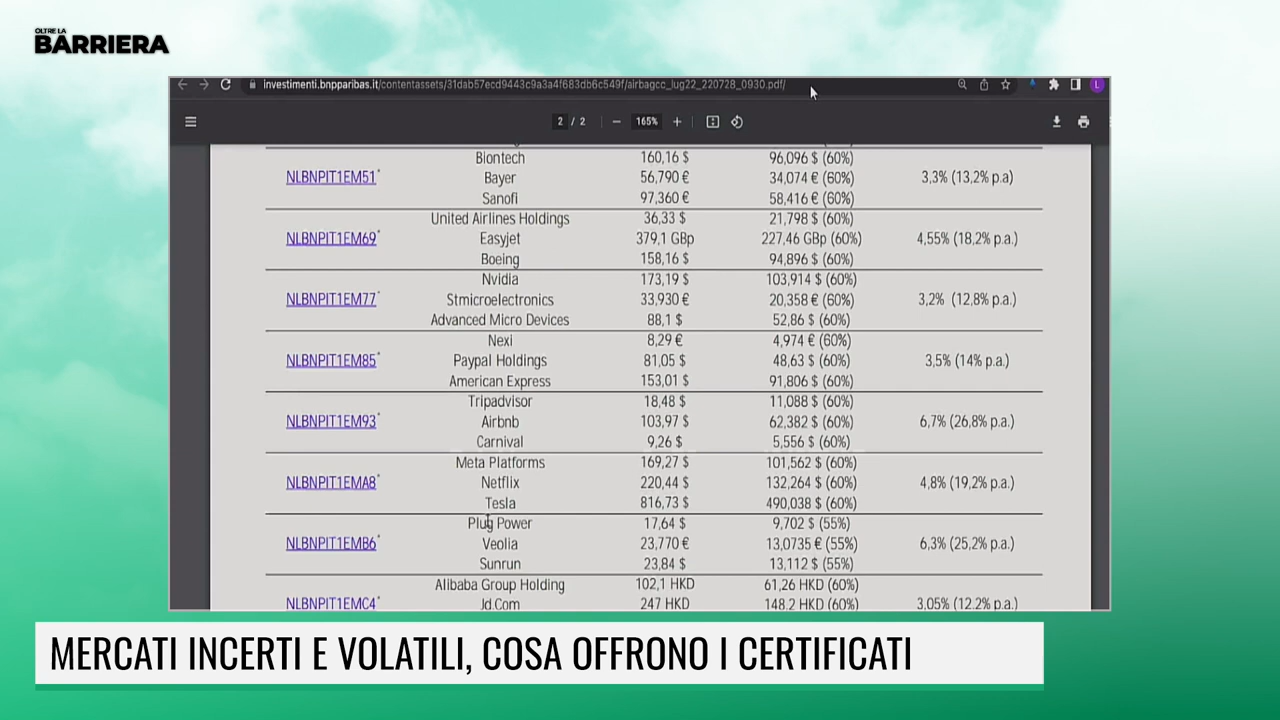 OLTRE LA
BARRIERA
investimenti.bnpparibas.it/contentassets/31dab57ecd9443c9a3a4f683db6c549f/airbagcc_lug22_220728_0930.pdf/
L
2 / 2 165%
Biontech 160,16 $ 96,096 $ (60%)
NLBNPIT1EM51* Bayer 56,790 € 34,074 € (60%) 3,3% (13,2% p.a)
Sanofi 97,360 € 58,416 € (60%)
United Airlines Holdings 36,33 $ 21,798 $ (60%)
NLBNPIT1EM69* Easyjet 379,1 GBp 227,46 GBp (60%) 4,55% (18,2% p.a.)
Boeing 158,16 $ 94,896 $ (60%)
Nvidia 173,19 $ 103,914 $ (60%)
NLBNPIT1EM77* Stmicroelectronics 33,930 € 20,358 € (60%) 3,2% (12,8% p.a.)
Advanced Micro Devices 88,1 $ 52,86 $ (60%)
Nexi 8,29 € 4,974 € (60%)
NLBNPIT1EM85* Paypal Holdings 81,05 $ 48,63 $ (60%) 3,5% (14% p.a.)
American Express 153,01 $ 91,806 $ (60%)
Tripadvisor 18,48 $ 11,088 $ (60%)
NLBNPIT1EM93* Airbnb 103,97 $ 62,382 $ (60%) 6,7% (26,8% p.a.)
Carnival 9,26 $ 5,556 $ (60%)
Meta Platforms 169,27 $ 101,562 $ (60%)
NLBNPIT1EMA8* Netflix 220,44 $ 132,264 $ (60%) 4,8% (19,2% p.a.)
Tesla 816,73 $ 490,038 $ (60%)
Plug Power 17,64 $ 9,702 $ (55%)
NLBNPIT1EMB6* Veolia 23,770 € 13,0735 € (55%) 6,3% (25,2% p.a.)
Sunrun 23,84 $ 13,112 $ (55%)
Alibaba Group Holding 102,1 HKD 61,26 HKD (60%)
NLBNPIT1EMC4* Jd.Com 247 HKD 148,2 HKD (60%) 3,05% (12,2% p.a.)
MERCATI INCERTI E VOLATILI, COSA OFFRONO I CERTIFICATI